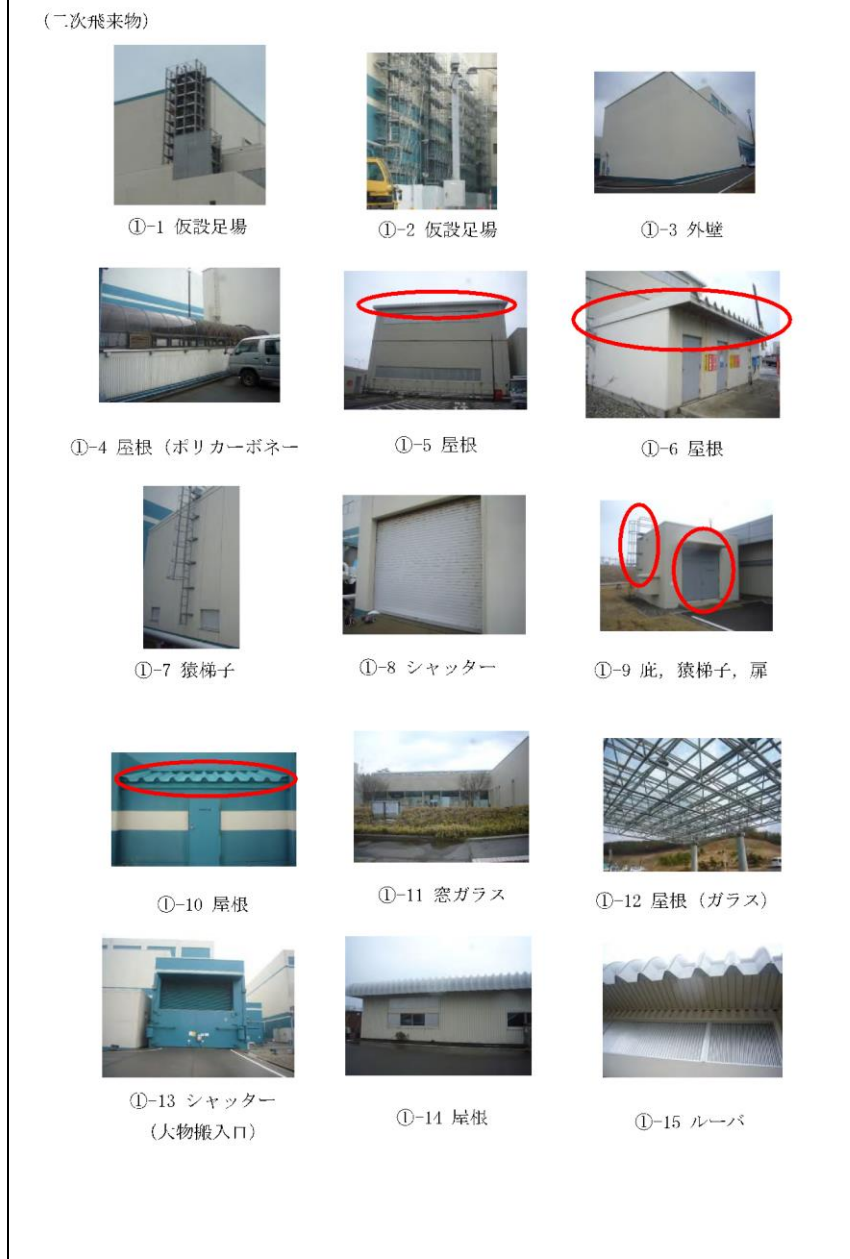 (二次飛来物)
①-1 仮設足場
①-2 仮設足場
①-3 外壁
①-4 屋根（ポリカーボネー
①-5 屋根
①-6 屋根
①-7 猿梯子
①-8 シャッター
①-9 庇，猿梯子，扉
①-10 屋根
①-11 窓ガラス
①-12 屋根（ガラス）
①-13 シャッター
（大物搬入口）
①-14 屋根
①-15 ルーバ